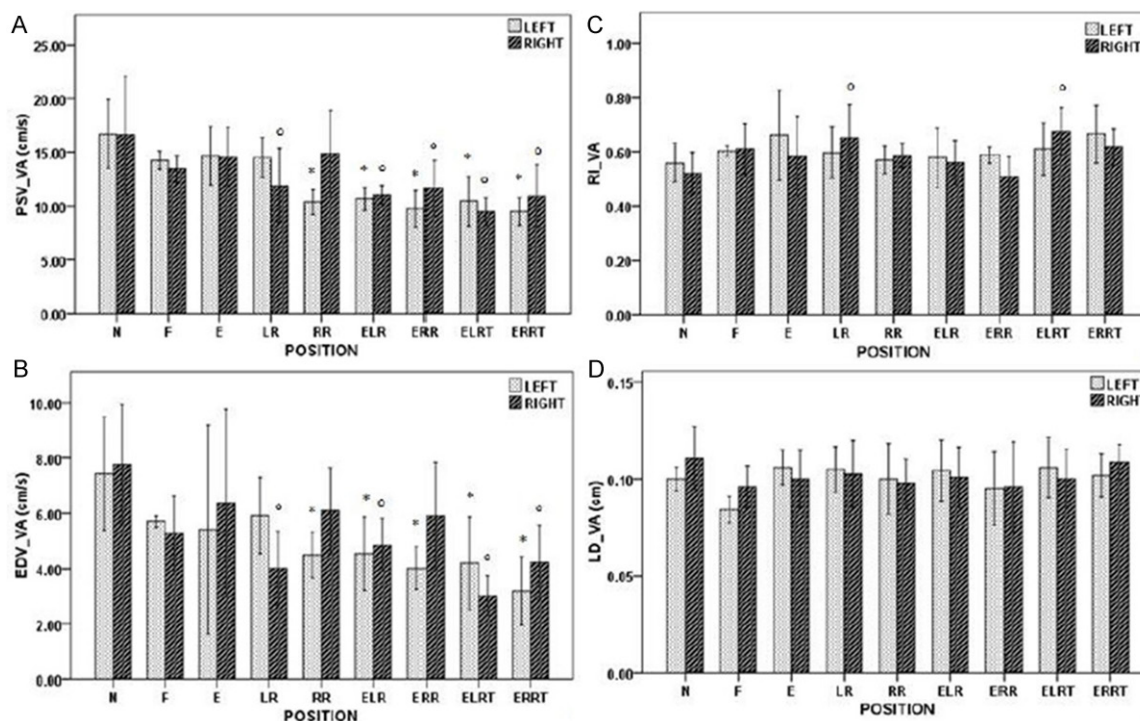 A
LEFT
RIGHT
PSV_VA (cm/s)
25.00
20.00
15.00
10.00
5.00
0.00
N F E LR RR ELR ERR ELRT ERRT
POSITION
B
LEFT
RIGHT
EDV_VA (cm/s)
10.00
8.00
6.00
4.00
2.00
0.00
N F E LR RR ELR ERR ELRT ERRT
POSITION
C
LEFT
RIGHT
RI_VA
1.00
0.80
0.60
0.40
0.20
0.00
N F E LR RR ELR ERR ELRT ERRT
POSITION
D
LEFT
RIGHT
LD_VA (cm)
0.15
0.10
0.05
0.00
N F E LR RR ELR ERR ELRT ERRT
POSITION